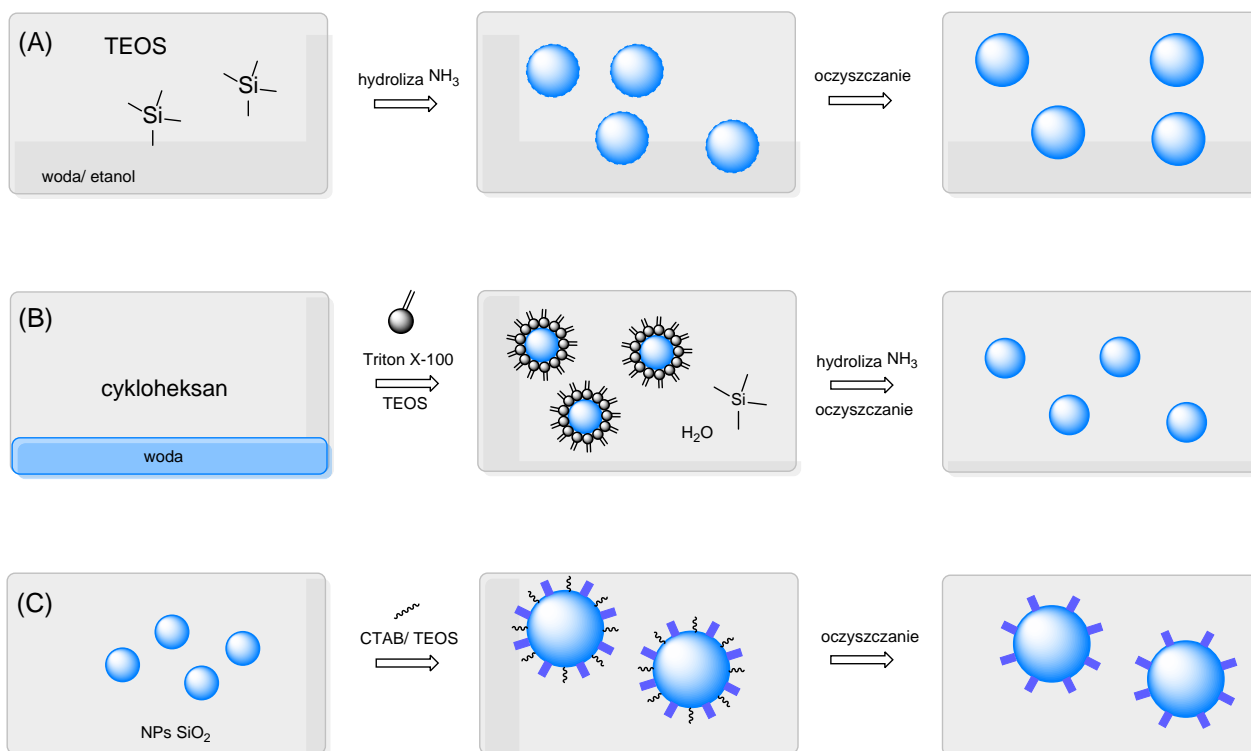 (A)
TEOS
Si
Si
woda/ etanol
hydroliza NH₃
oczyszczanie
(B)
cykloheksan
woda
Triton X-100
TEOS
Si
H₂O
hydroliza NH₃
oczyszczanie
(C)
NPs SiO₂
CTAB/ TEOS
oczyszczanie